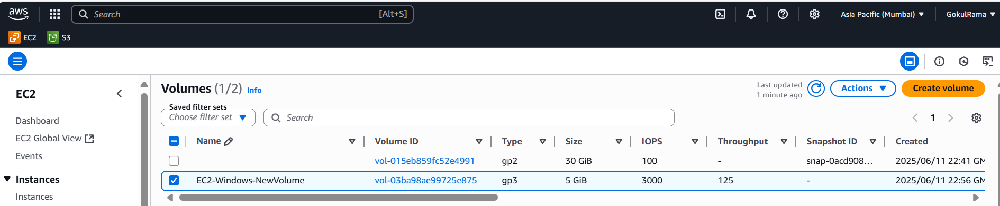 aws Search [Alt+S] Asia Pacific (Mumbai) GokulRama
EC2 S3
EC2
Dashboard
EC2 Global View
Events
Instances
Instances
Volumes (1/2) Info
Last updated
1 minute ago
Actions
Create volume
Saved filter sets
Choose filter set
Search
1
Name Volume ID Type Size IOPS Throughput Snapshot ID Created
vol-015eb859fc52e4991 gp2 30 GiB 100 - snap-0acd908... 2025/06/11 22:41 GM
EC2-Windows-NewVolume vol-03ba98ae99725e875 gp3 5 GiB 3000 125 - 2025/06/11 22:56 GM